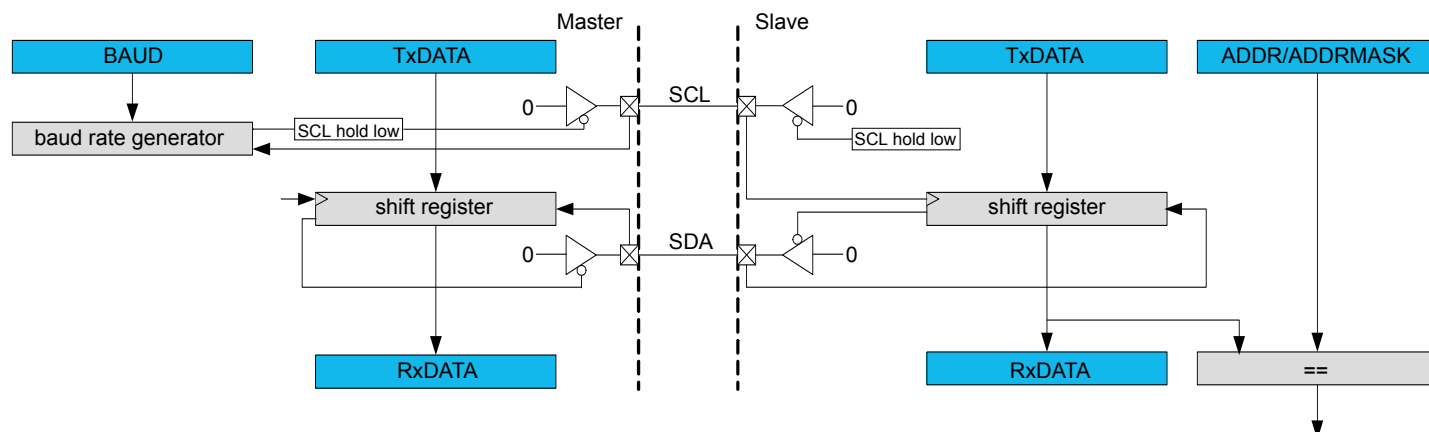 Master Slave
BAUD TxDATA TxDATA ADDR/ADDRMASK
0 SCL 0
baud rate generator SCL hold low SCL hold low
shift register shift register
0 SDA 0
RxDATA RxDATA ==